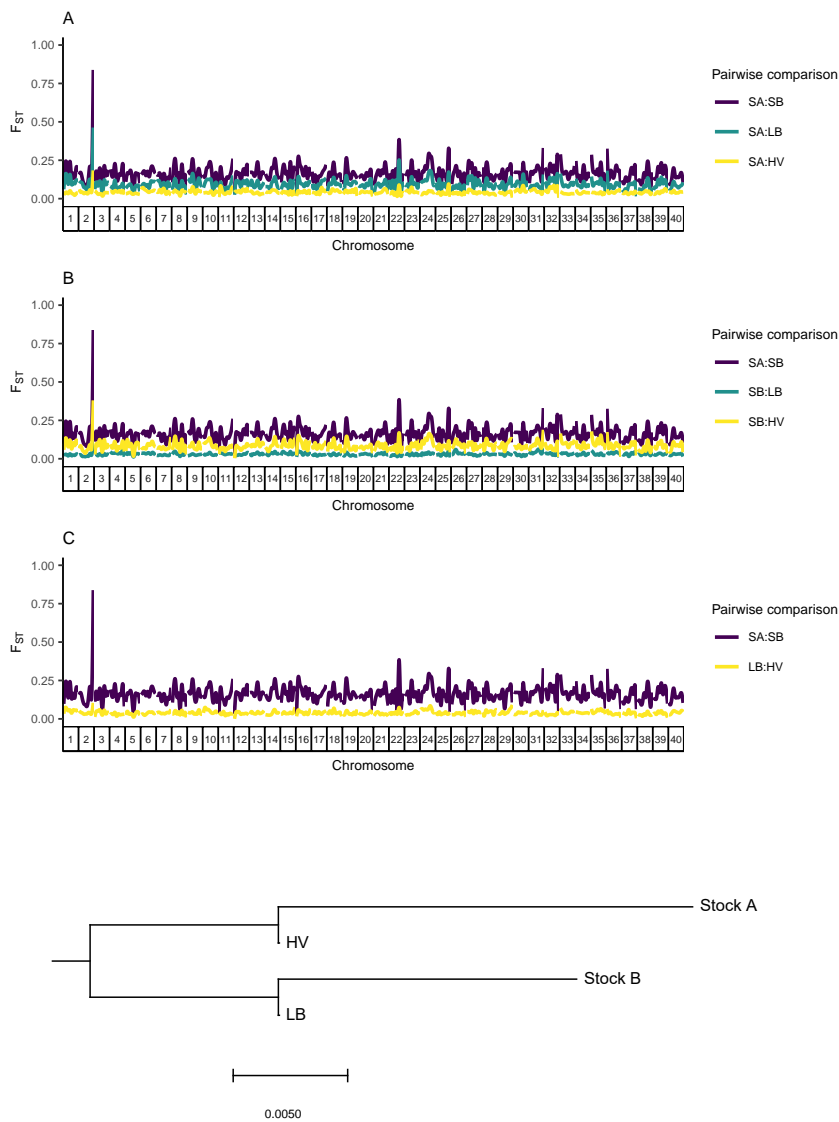 A
1.00
0.75
0.50
0.25
0.00
FST
1 2 3 4 5 6 7 8 9 10 11 12 13 14 15 16 17 18 19 20 21 22 23 24 25 26 27 28 29 30 31 32 33 34 35 36 37 38 39 40
Chromosome
Pairwise comparison
SA:SB
SA:LB
SA:HV
B
1.00
0.75
0.50
0.25
0.00
FST
1 2 3 4 5 6 7 8 9 10 11 12 13 14 15 16 17 18 19 20 21 22 23 24 25 26 27 28 29 30 31 32 33 34 35 36 37 38 39 40
Chromosome
Pairwise comparison
SA:SB
SB:LB
SB:HV
C
1.00
0.75
0.50
0.25
0.00
FST
1 2 3 4 5 6 7 8 9 10 11 12 13 14 15 16 17 18 19 20 21 22 23 24 25 26 27 28 29 30 31 32 33 34 35 36 37 38 39 40
Chromosome
Pairwise comparison
SA:SB
LB:HV
Stock A
HV
Stock B
LB
0.0050